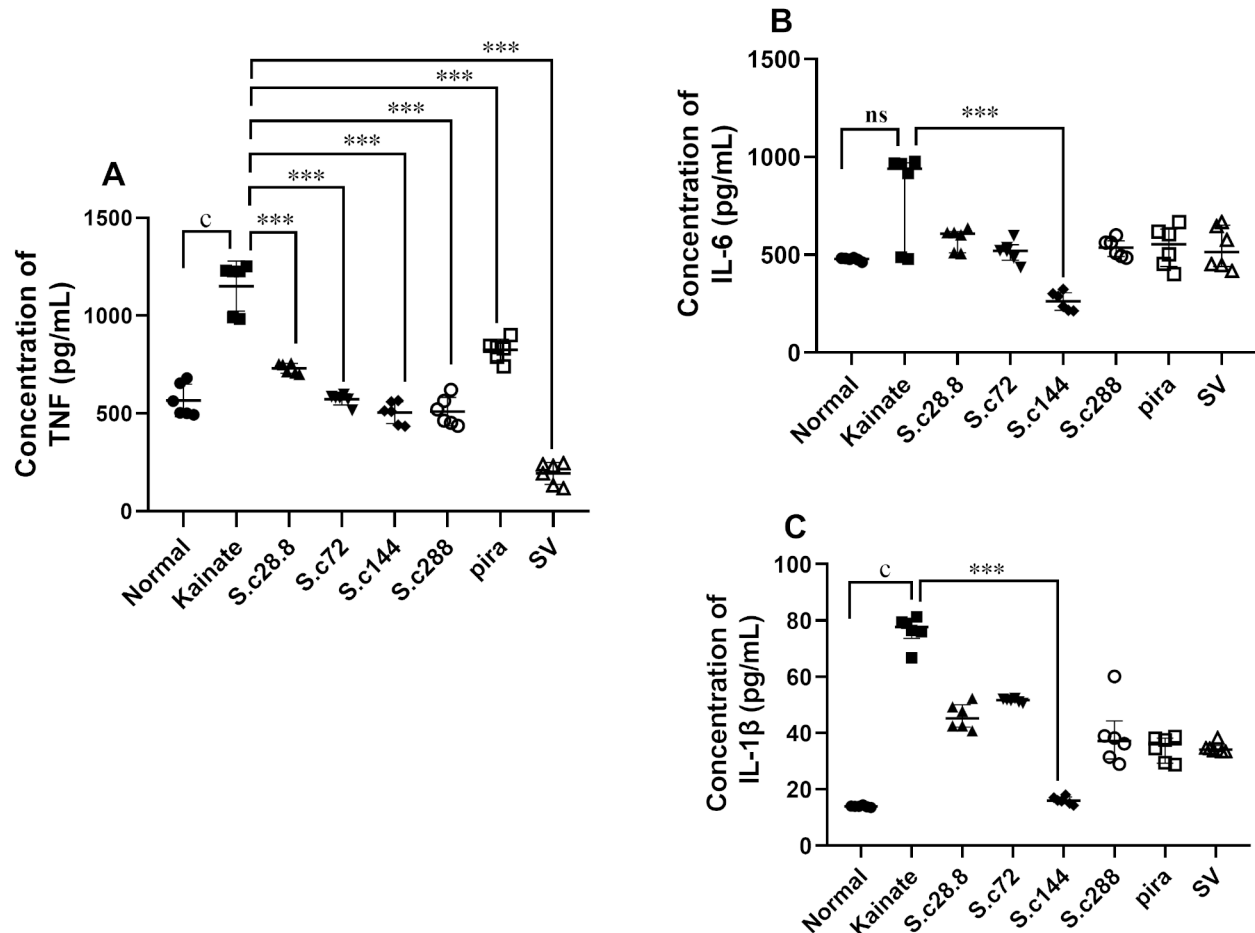 A
Concentration of
TNF (pg/mL)
1500
1000
500
0
c
***
***
***
***
***
***
Normal
Kainate
S.c28.8
S.c72
S.c144
S.c288
pira
SV
B
Concentration of
IL-6 (pg/mL)
1500
1000
500
0
ns
***
Normal
Kainate
S.c28.8
S.c72
S.c144
S.c288
pira
SV
C
Concentration of
IL-1β (pg/mL)
100
80
60
40
20
0
c
***
Normal
Kainate
S.c28.8
S.c72
S.c144
S.c288
pira
SV